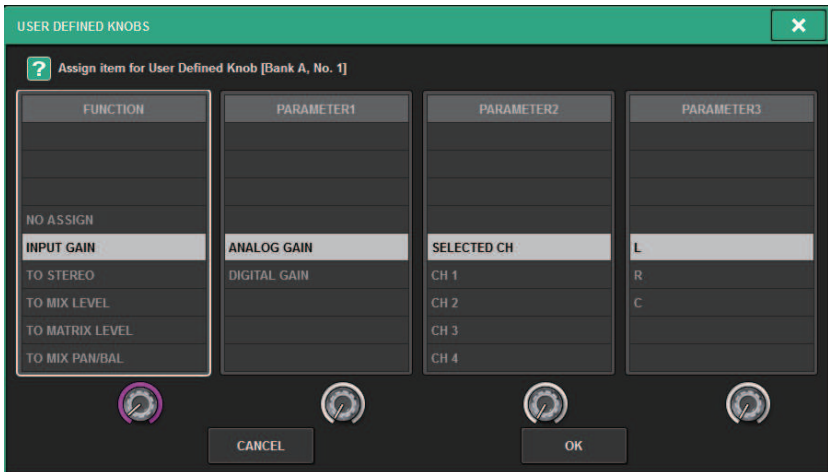 USER DEFINED KNOBS
?
Assign item for User Defined Knob [Bank A, No. 1]
FUNCTION PARAMETER1 PARAMETER2 PARAMETER3
NO ASSIGN
INPUT GAIN ANALOG GAIN SELECTED CH L
TO STEREO DIGITAL GAIN CH 1 R
TO MIX LEVEL CH 2 C
TO MATRIX LEVEL CH 3
TO MIX PAN/BAL CH 4
CANCEL OK